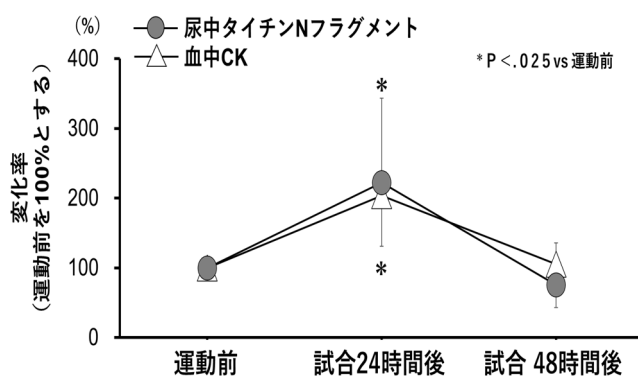 (%)
尿中タイチンNフラグメント
血中CK
*P<.025vs運動前
変化率
(運動前を100%とする)
400
300
200
100
0
*
*
運動前
試合24時間後
試合 48時間後